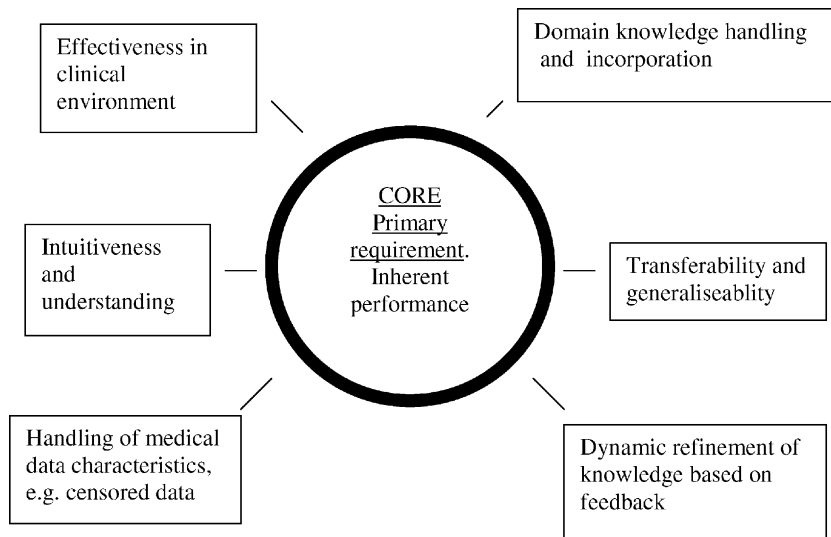 Effectiveness in
clinical
environment
Domain knowledge handling
and incorporation
CORE
Primary
requirement.
Inherent
performance
Intuitiveness
and
understanding
Transferability and
generaliseablity
Handling of medical
data characteristics,
e.g. censored data
Dynamic refinement of
knowledge based on
feedback